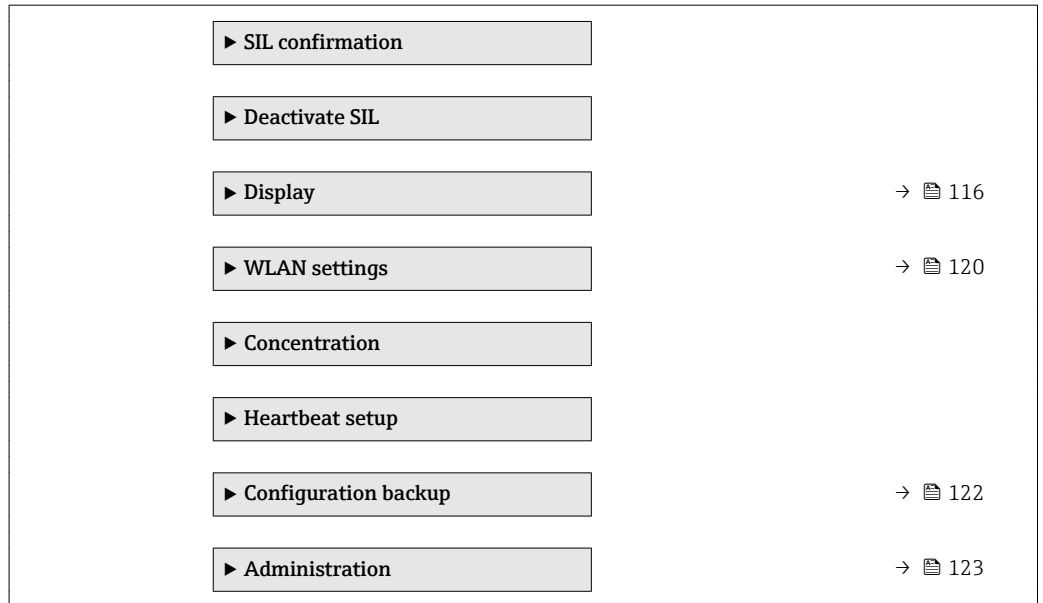 ▶ SIL confirmation
▶ Deactivate SIL
▶ Display → 116
▶ WLAN settings → 120
▶ Concentration
▶ Heartbeat setup
▶ Configuration backup → 122
▶ Administration → 123